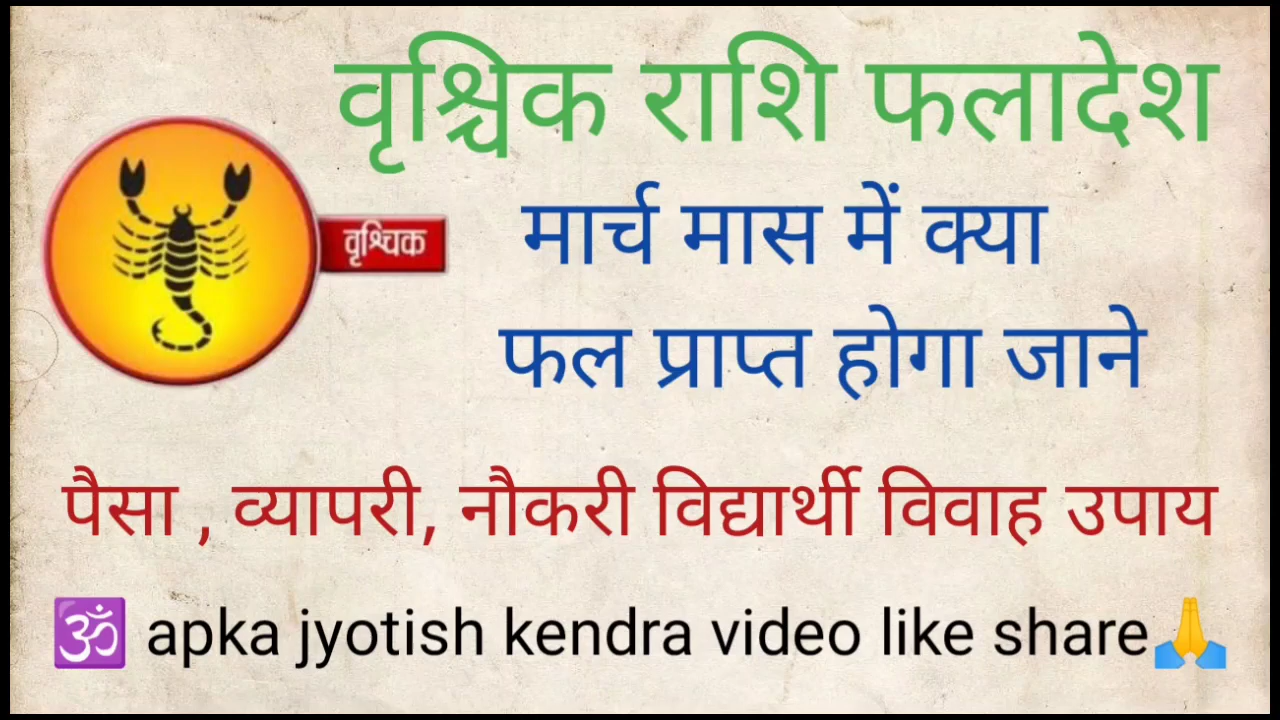 वृश्चिक राशि फलादेश
वृश्चिक
मार्च मास में क्या
फल प्राप्त होगा जाने
पैसा , व्यापरी, नौकरी विद्यार्थी विवाह उपाय
🕉 apka jyotish kendra video like share🙏